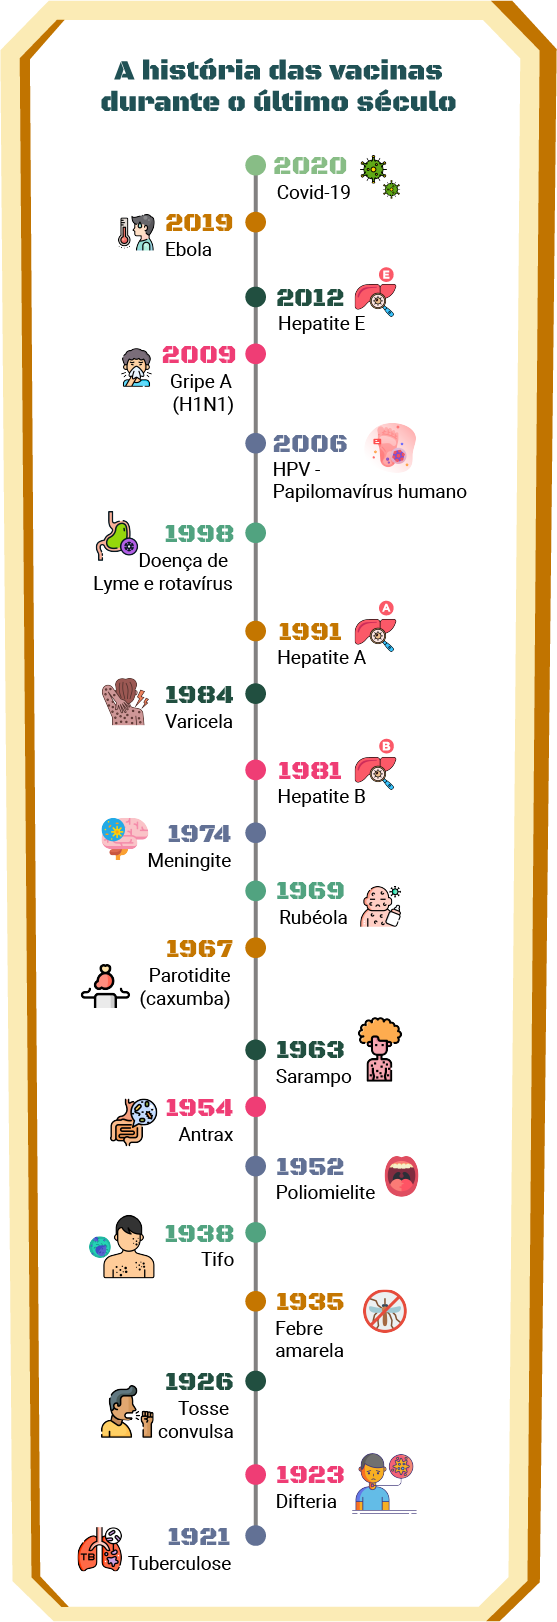 A história das vacinas
durante o último século
2020
Covid-19
2019
Ebola
E
2012
Hepatite E
2009
Gripe A
(H1N1)
2006
HPV -
Papilomavírus humano
1998
Doença de
Lyme e rotavírus
A
1991
Hepatite A
1984
Varicela
B
1981
Hepatite B
1974
Meningite
1969
Rubéola
1967
Parotidite
(caxumba)
1963
Sarampo
1954
Antrax
1952
Poliomielite
1938
Tifo
1935
Febre
amarela
1926
Tosse
convulsa
1923
Difteria
1921
TB
Tuberculose